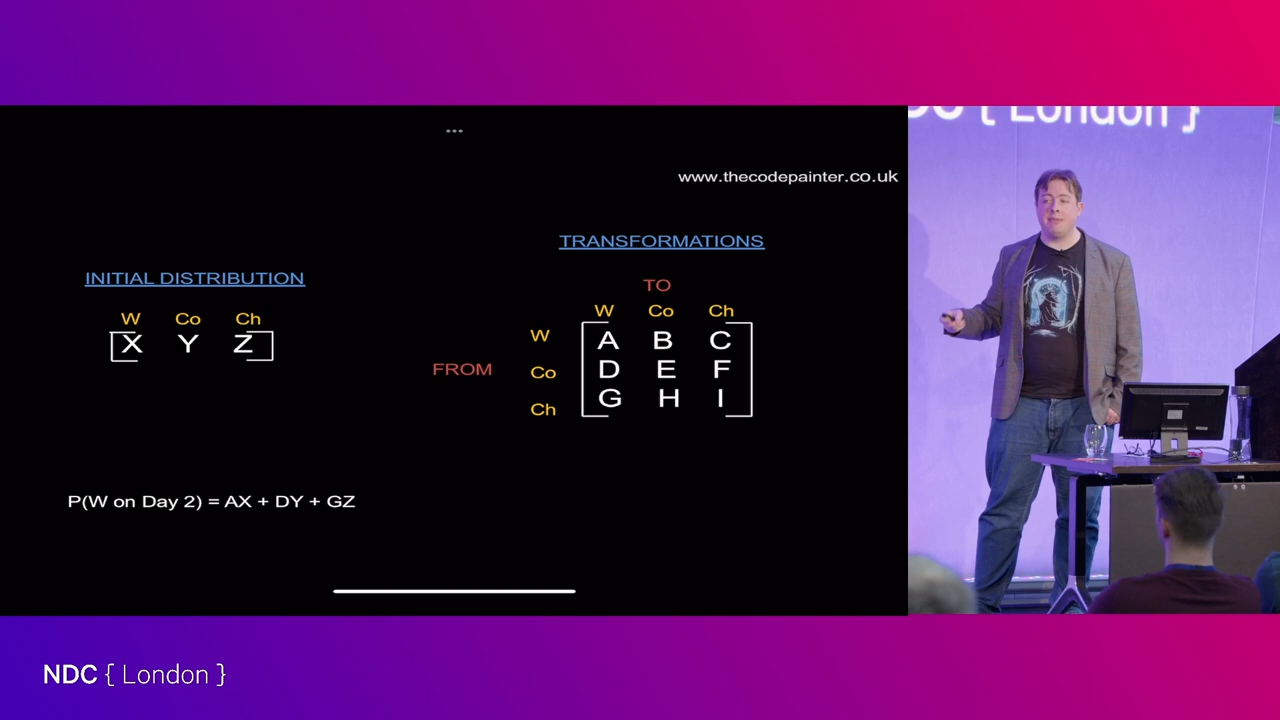 ...
www.thecodepainter.co.uk
TRANSFORMATIONS
INITIAL DISTRIBUTION
TO
W Co Ch
W Co Ch
X Y Z
W
A B C
FROM
Co
D E F
Ch
G H I
P(W on Day 2) = AX + DY + GZ
{ London }
NDC { London }